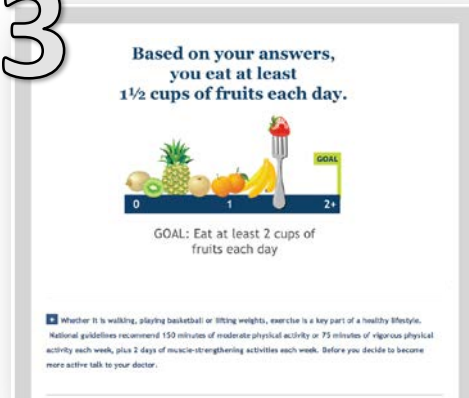 3
Based on your answers,
you eat at least
1½ cups of fruits each day.
GOAL
0 1 2+
GOAL: Eat at least 2 cups of
fruits each day
+ Whether it is walking, playing basketball or lifting weights, exercise is a key part of a healthy lifestyle.
National guidelines recommend 150 minutes of moderate physical activity or 75 minutes of vigorous physical
activity each week, plus 2 days of muscle-strengthening activities each week. Before you decide to become
more active talk to your doctor.